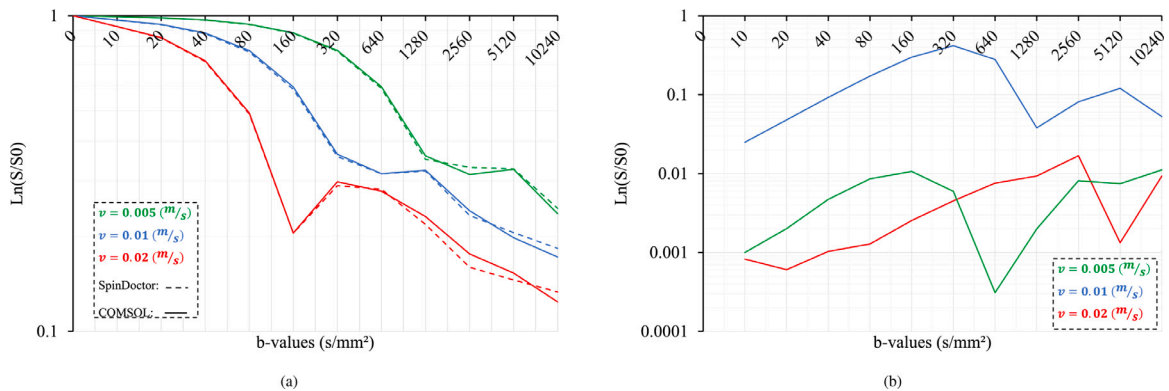 1
0 10 20 40 80 160 320 640 1280 2560 5120 10240
Ln(S/S0)
v = 0.005 (m/s)
v = 0.01 (m/s)
v = 0.02 (m/s)
SpinDoctor:
COMSOL:
0.1
b-values (s/mm²)
(a)
1
0 10 20 40 80 160 320 640 1280 2560 5120 10240
0.1
Ln(S/S0)
0.01
0.001
v = 0.005 (m/s)
v = 0.01 (m/s)
v = 0.02 (m/s)
0.0001
b-values (s/mm²)
(b)